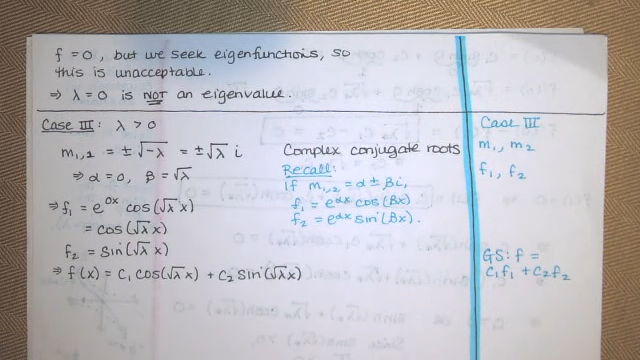 f = 0, but we seek eigenfunctions, so
this is unacceptable.
⇒ λ = 0 is NOT an eigenvalue.
Case III: λ > 0
m₁,₂ = ± √-λ = ± √λ i
Complex conjugate roots
⇒ α = 0, β = √λ
Recall:
If m₁,₂ = α ± βi,
f₁ = e^αx cos(βx)
f₂ = e^αx sin(βx).
⇒ f₁ = e^0x cos(√λ x)
= cos(√λ x)
f₂ = sin(√λ x)
⇒ f(x) = C₁ cos(√λ x) + C₂ sin(√λ x)
Case III
m₁, m₂
f₁, f₂
GS: f =
C₁f₁ + C₂f₂